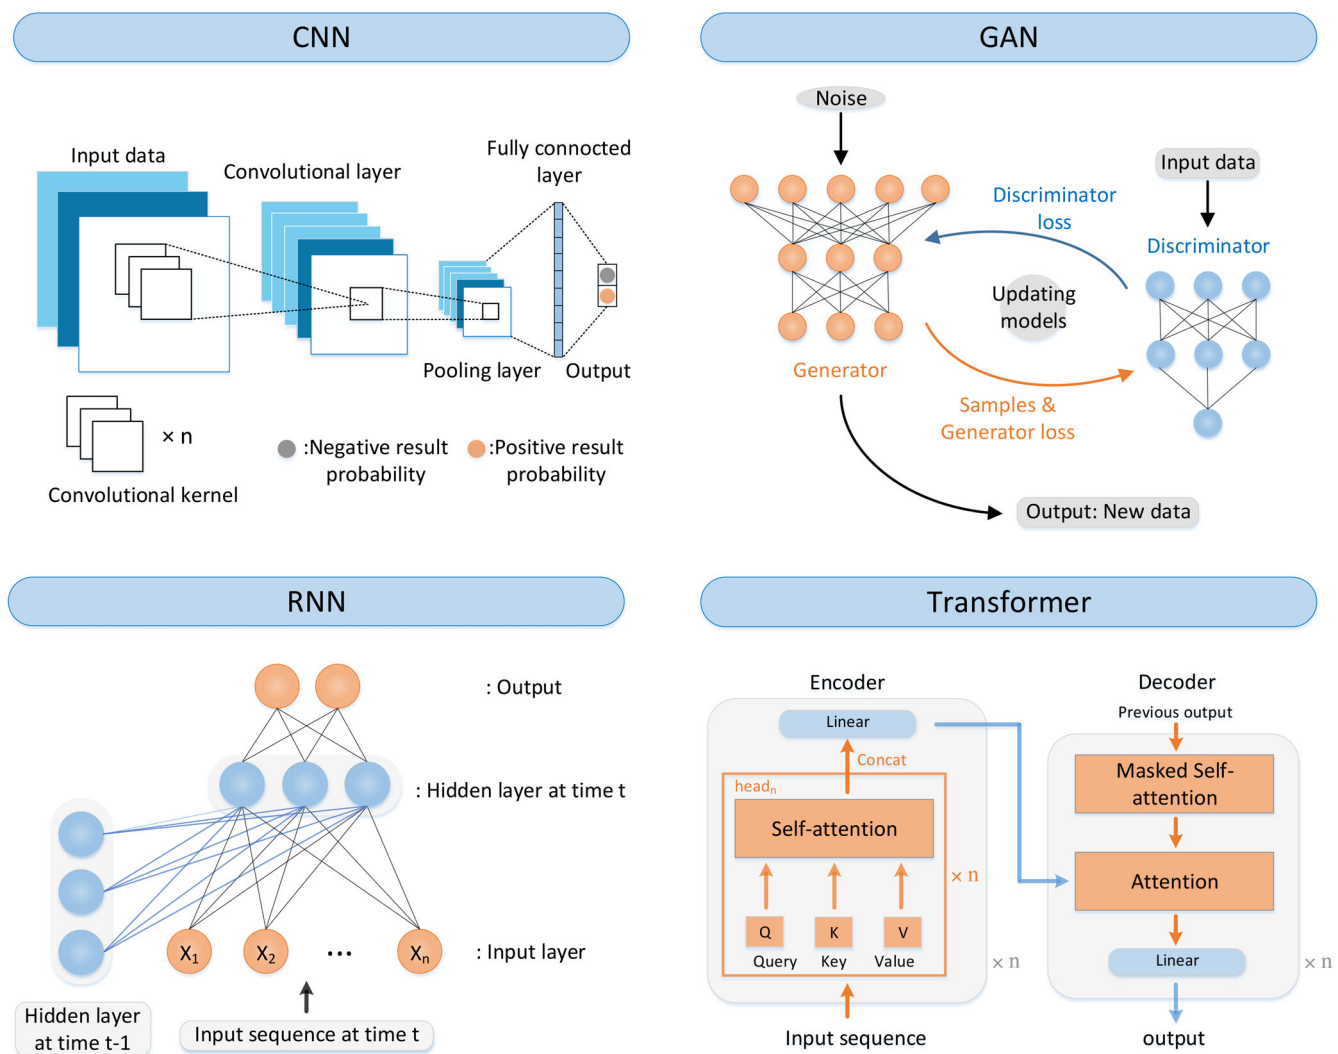 CNN
Input data
Convolutional layer
Fully connocted
layer
Pooling layer
Output
× n
Convolutional kernel
:Negative result
probability
:Positive result
probability
GAN
Noise
Input data
Discriminator
loss
Discriminator
Updating
models
Generator
Samples &
Generator loss
Output: New data
RNN
: Output
: Hidden layer at time t
X1
X2
...
Xn
: Input layer
Hidden layer
at time t-1
Input sequence at time t
Transformer
Encoder
Linear
Concat
headn
Self-attention
× n
Q
K
V
Query
Key
Value
× n
Input sequence
Decoder
Previous output
Masked Self-
attention
Attention
Linear
× n
output